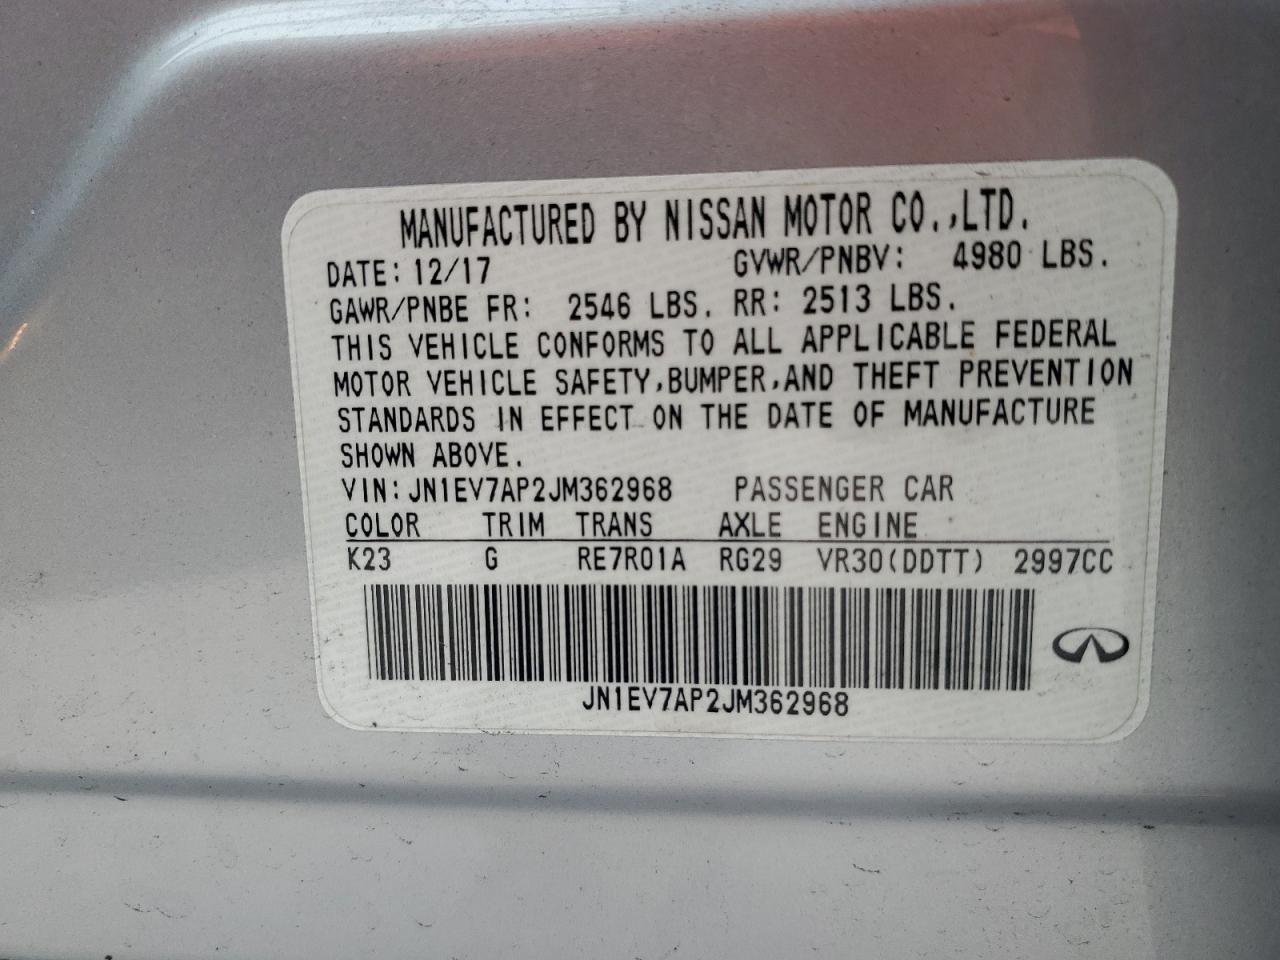 MANUFACTURED BY NISSAN MOTOR CO.,LTD.
DATE: 12/17 GVWR/PNBV: 4980 LBS.
GAWR/PNBE FR: 2546 LBS. RR: 2513 LBS.
THIS VEHICLE CONFORMS TO ALL APPLICABLE FEDERAL
MOTOR VEHICLE SAFETY,BUMPER,AND THEFT PREVENTION
STANDARDS IN EFFECT ON THE DATE OF MANUFACTURE
SHOWN ABOVE.
VIN: JN1EV7AP2JM362968 PASSENGER CAR
COLOR TRIM TRANS AXLE ENGINE
K23 G RE7R01A RG29 VR30(DDTT) 2997CC
JN1EV7AP2JM362968